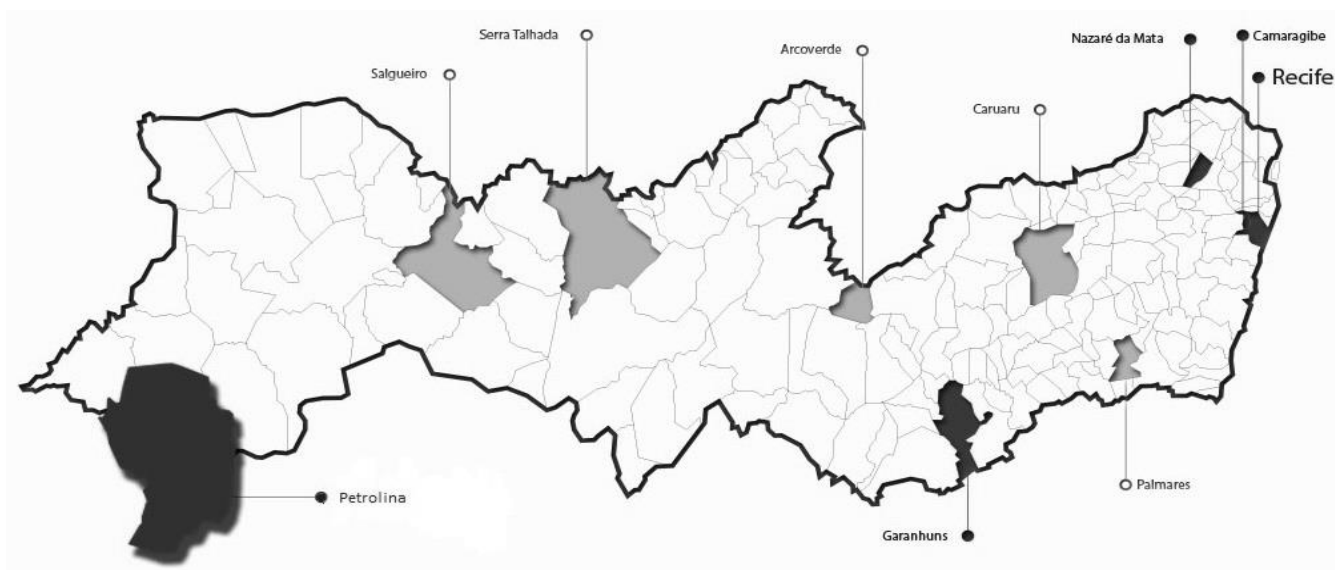 Serra Talhada
Salgueiro
Arcoverde
Nazaré da Mata
Camaragibe
Recife
Caruaru
Petrolina
Palmares
Garanhuns